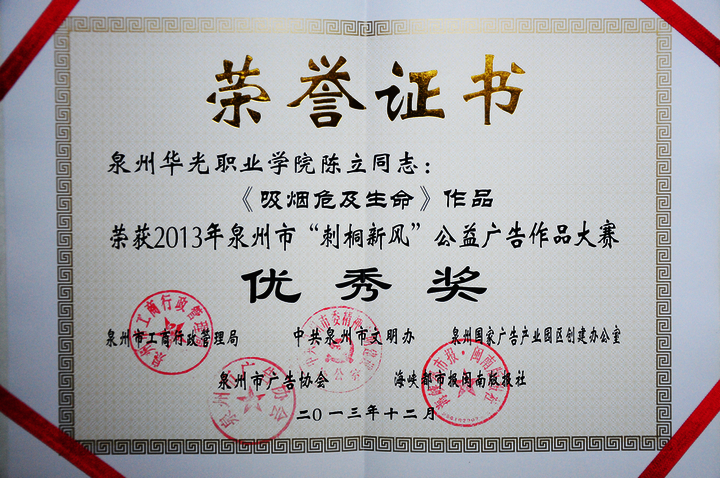 荣誉证书
泉州华光职业学院陈立同志：
《吸烟危及生命》作品
荣获2013年泉州市“刺桐新风”公益广告作品大赛
优秀奖
泉州市工商行政管理局 中共泉州市文明办 泉州国家广告产业园区创建办公室
泉州市广告协会 海峡都市报闽南版报社
二〇一三年十二月